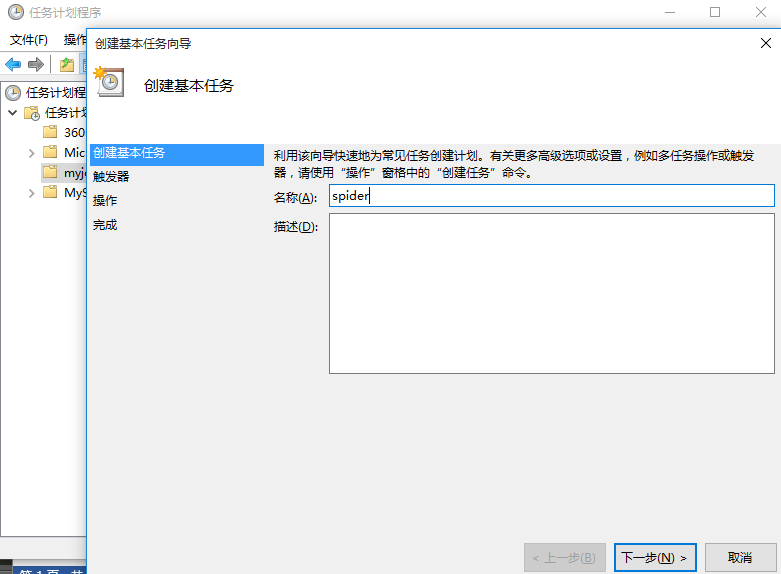 任务计划程序
文件(F) 操作
创建基本任务向导
创建基本任务
任务计划程
任务计划
360
Mic
myj
MyS
创建基本任务
触发器
操作
完成
利用该向导快速地为常见任务创建计划。有关更多高级选项或设置，例如多任务操作或触发
器，请使用“操作”窗格中的“创建任务”命令。
名称(A):
spider
描述(D):
< 上一步(B)
下一步(N) >
取消